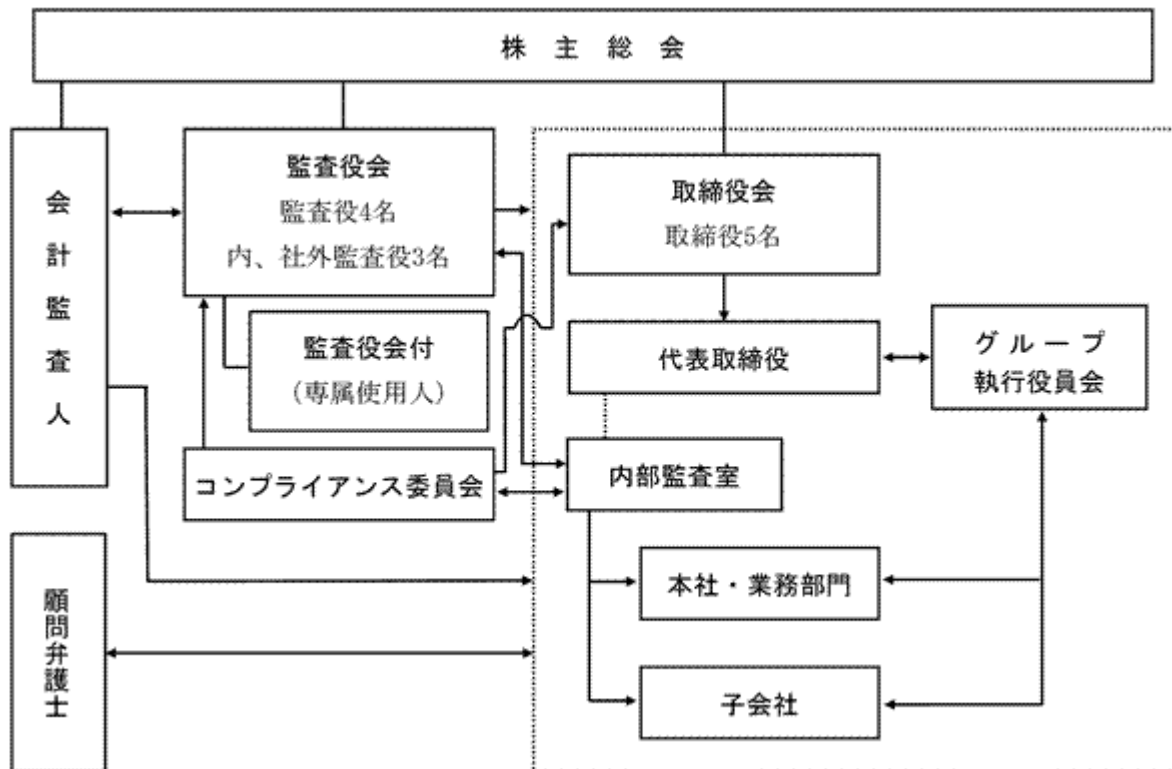 株主総会
会計監査人
監査役会
監査役4名
内、社外監査役3名
取締役会
取締役5名
監査役会付
（専属使用人）
代表取締役
グループ
執行役員会
コンプライアンス委員会
内部監査室
顧問弁護士
本社・業務部門
子会社